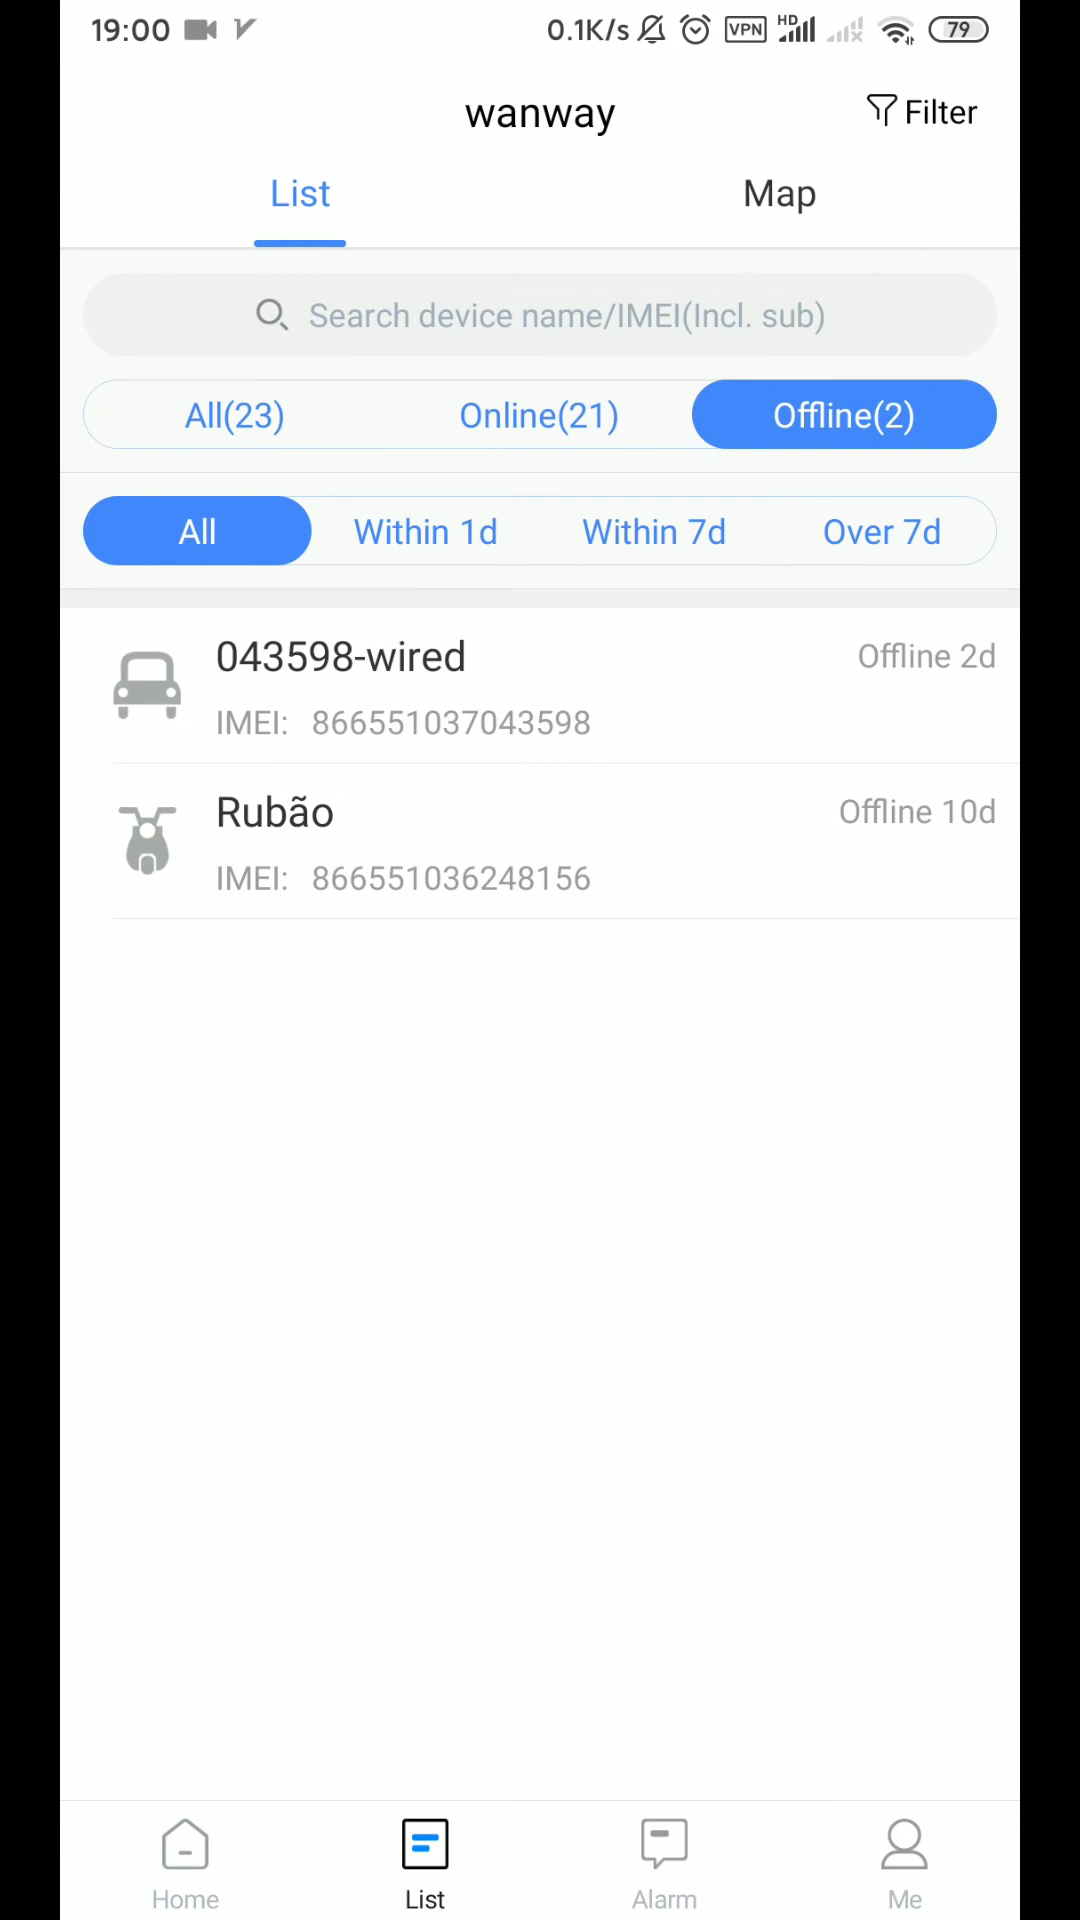 19:00 0.1K/s VPN HD 79
wanway Filter
List Map
Search device name/IMEI(Incl. sub)
All(23) Online(21) Offline(2)
All Within 1d Within 7d Over 7d
043598-wired Offline 2d
IMEI: 866551037043598
Rubão Offline 10d
IMEI: 866551036248156
Home List Alarm Me